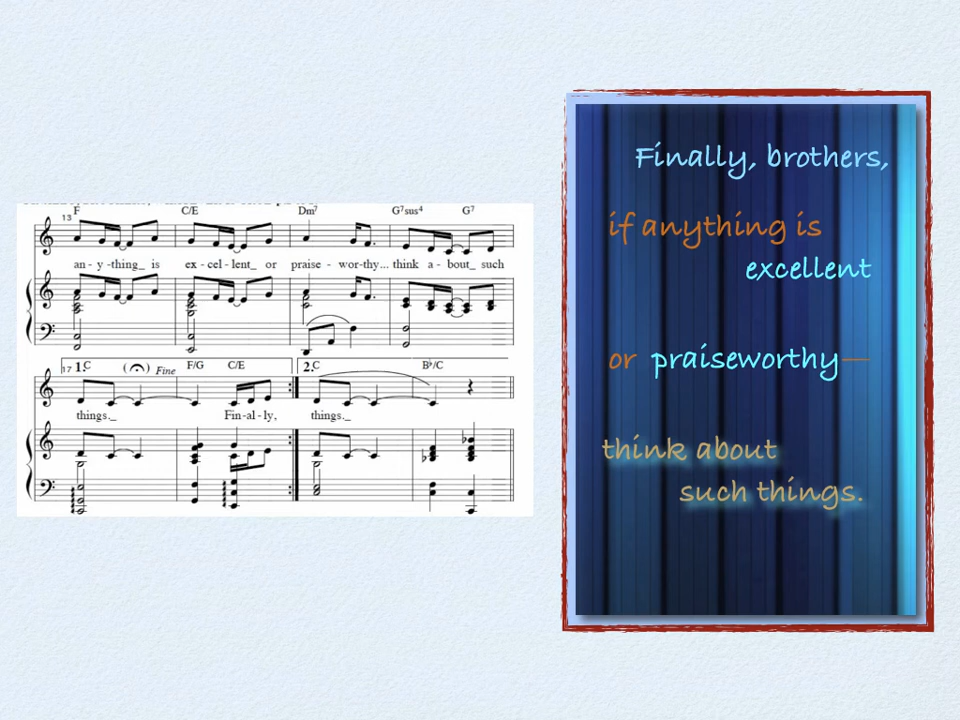 F C/E Dm7 G7sus4 G7
13
an - y - thing_ is ex - cel - lent_ or praise - wor-thy... think a - bout_ such
17 1. C Fine F/G C/E 2. C B♭/C
things._ Fin-al-ly, things._
Finally, brothers,
if anything is
excellent
or praiseworthy—
think about
such things.